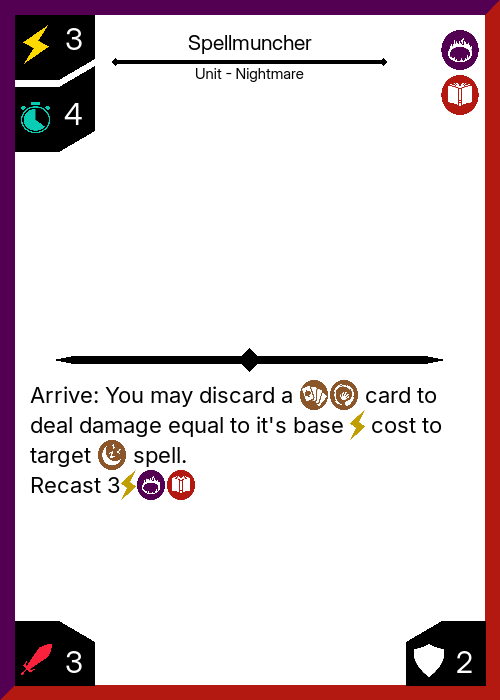 3
Spellmuncher
Unit - Nightmare
4
Arrive: You may discard a card to
deal damage equal to it's base cost to
target spell.
Recast 3
3
2